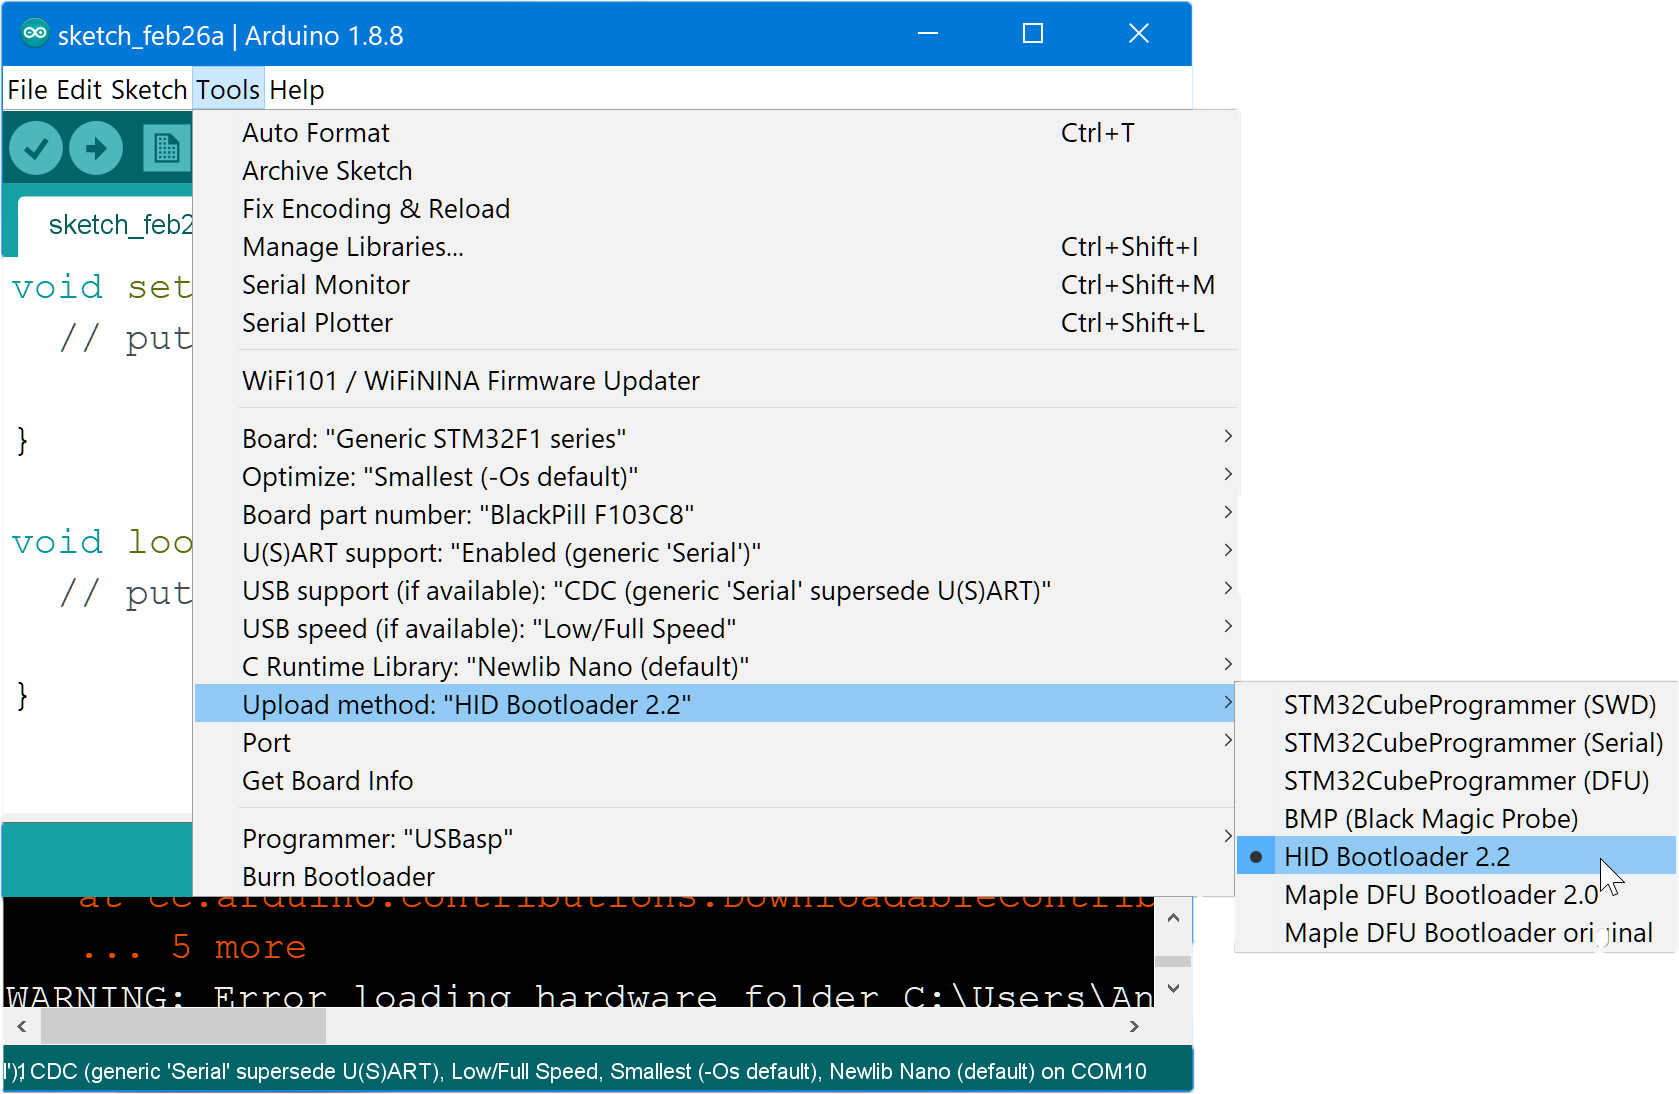 sketch_feb26a | Arduino 1.8.8
File Edit Sketch Tools Help
Auto Format Ctrl+T
Archive Sketch
Fix Encoding & Reload
Manage Libraries... Ctrl+Shift+I
Serial Monitor Ctrl+Shift+M
Serial Plotter Ctrl+Shift+L
WiFi101 / WiFiNINA Firmware Updater
Board: "Generic STM32F1 series"
Optimize: "Smallest (-Os default)"
Board part number: "BlackPill F103C8"
U(S)ART support: "Enabled (generic 'Serial')"
USB support (if available): "CDC (generic 'Serial' supersede U(S)ART)"
USB speed (if available): "Low/Full Speed"
C Runtime Library: "Newlib Nano (default)"
Upload method: "HID Bootloader 2.2"
Port
Get Board Info
Programmer: "USBasp"
Burn Bootloader
STM32CubeProgrammer (SWD)
STM32CubeProgrammer (Serial)
STM32CubeProgrammer (DFU)
BMP (Black Magic Probe)
HID Bootloader 2.2
Maple DFU Bootloader 2.0
Maple DFU Bootloader original
sketch_feb2
void set
// put
}
void loo
// put
}
at cc.arduino.contributions.DownloadableContrib
... 5 more
WARNING: Error loading hardware folder C:\Users\An
l'), CDC (generic 'Serial' supersede U(S)ART), Low/Full Speed, Smallest (-Os default), Newlib Nano (default) on COM10